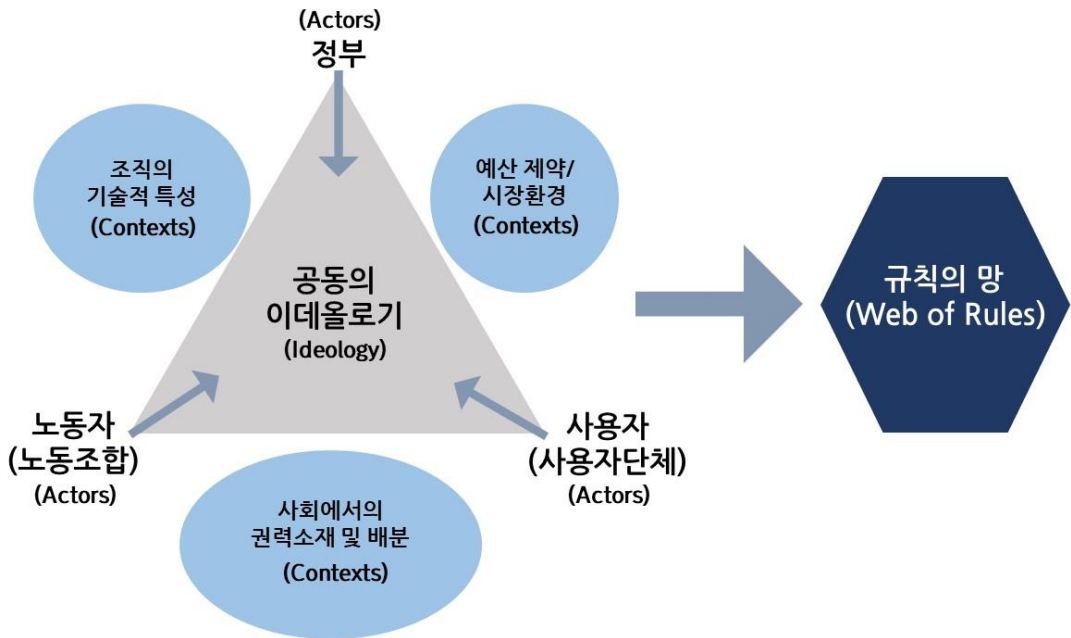 (Actors)
정부
조직의
기술적 특성
(Contexts)
예산 제약/
시장환경
(Contexts)
공동의
이데올로기
(Ideology)
규칙의 망
(Web of Rules)
노동자
(노동조합)
(Actors)
사용자
(사용자단체)
(Actors)
사회에서의
권력소재 및 배분
(Contexts)